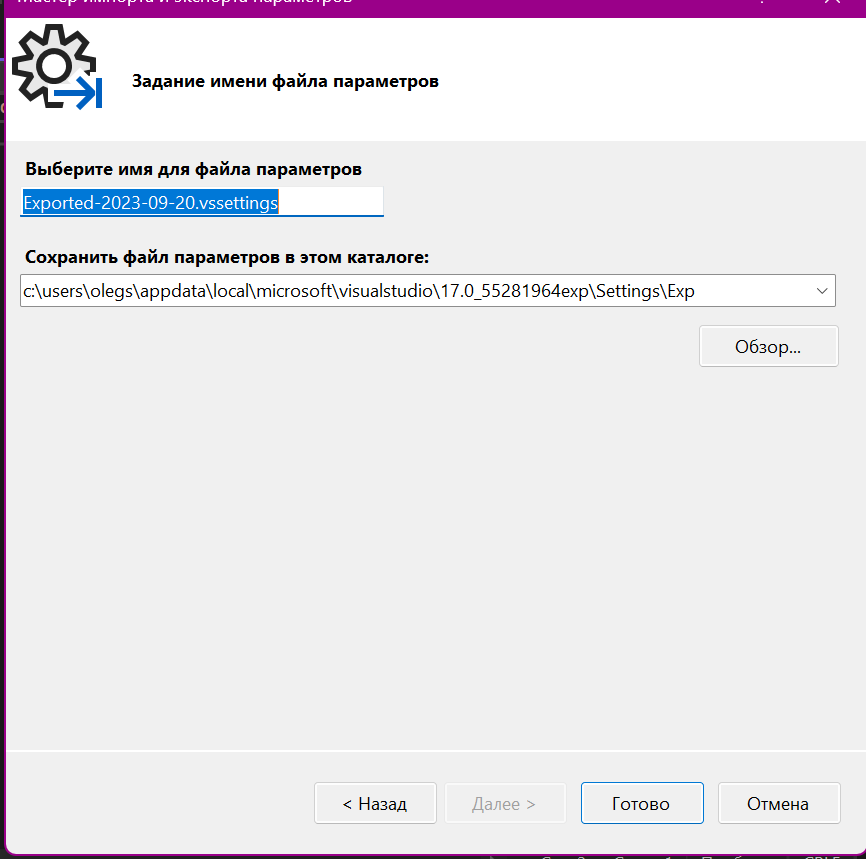 Мастер импорта и экспорта параметров
Задание имени файла параметров
Выберите имя для файла параметров
Exported-2023-09-20.vssettings
Сохранить файл параметров в этом каталоге:
c:\users\olegs\appdata\local\microsoft\visualstudio\17.0_55281964exp\Settings\Exp
Обзор...
< Назад
Далее >
Готово
Отмена